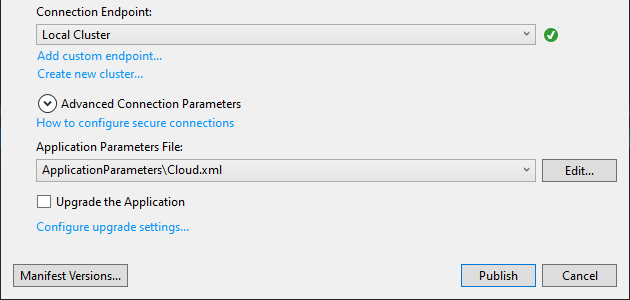 Connection Endpoint:
Local Cluster
Add custom endpoint...
Create new cluster...
Advanced Connection Parameters
How to configure secure connections
Application Parameters File:
ApplicationParameters\Cloud.xml
Edit...
Upgrade the Application
Configure upgrade settings...
Manifest Versions...
Publish
Cancel